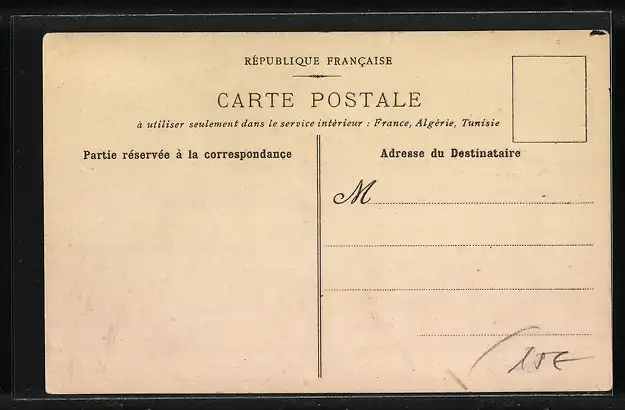 RÉPUBLIQUE FRANÇAISE
CARTE POSTALE
à utiliser seulement dans le service intérieur : France, Algérie, Tunisie
Partie réservée à la correspondance
Adresse du Destinataire
M